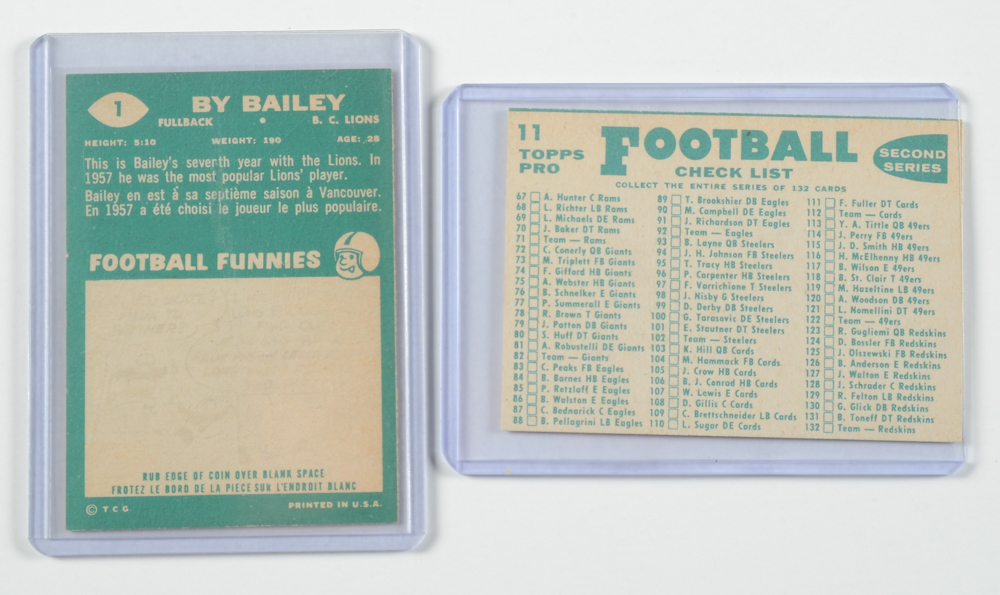 1
BY BAILEY
FULLBACK • B. C. LIONS
HEIGHT: 5:10 WEIGHT: 190 AGE: 28
This is Bailey's seventh year with the Lions. In
1957 he was the most popular Lions' player.
Bailey en est á sa septième saison à Vancouver.
En 1957 a été choisi le joueur le plus populaire.
FOOTBALL FUNNIES
RUB EDGE OF COIN OVER BLANK SPACE
FROTEZ LE BORD DE LA PIECE SUR L'ENDROIT BLANC
© T C G PRINTED IN U.S.A.
11
TOPPS
PRO
FOOTBALL
CHECK LIST
SECOND
SERIES
COLLECT THE ENTIRE SERIES OF 132 CARDS
67 A. Hunter C Rams
68 L. Richter LB Rams
69 L. Michaels DE Rams
70 J. Baker DT Rams
71 Team — Rams
72 C. Conerly QB Giants
73 M. Triplett FB Giants
74 F. Gifford HB Giants
75 A. Webster HB Giants
76 B. Schnelker E Giants
77 P. Summerall E Giants
78 R. Brown T Giants
79 J. Patton DB Giants
80 S. Huff DT Giants
81 A. Robustelli DE Giants
82 Team — Giants
83 C. Peaks FB Eagles
84 B. Barnes HB Eagles
85 P. Retzlaff E Eagles
86 B. Walston E Eagles
87 C. Bednarick C Eagles
88 B. Pellagrini LB Eagles
89 T. Brookshier DB Eagles
90 M. Campbell DE Eagles
91 J. Richardson DT Eagles
92 Team — Eagles
93 B. Layne QB Steelers
94 J. H. Johnson FB Steelers
95 T. Tracy HB Steelers
96 P. Carpenter HB Steelers
97 F. Varrichione T Steelers
98 J. Nisby G Steelers
99 D. Derby DB Steelers
100 G. Tarasovic DE Steelers
101 E. Stautner DT Steelers
102 Team — Steelers
103 K. Hill QB Cards
104 M. Hammack FB Cards
105 J. Crow HB Cards
106 B. J. Conrad HB Cards
107 W. Lewis E Cards
108 D. Gillis C Cards
109 C. Brettschneider LB Cards
110 L. Sugar DE Cards
111 F. Fuller DT Cards
112 Team — Cards
113 Y. A. Tittle QB 49ers
114 J. Perry FB 49ers
115 J. D. Smith HB 49ers
116 H. McElhenny HB 49ers
117 B. Wilson E 49ers
118 B. St. Clair T 49ers
119 M. Hazeltine LB 49ers
120 A. Woodson DB 49ers
121 L. Nomellini DT 49ers
122 Team — 49ers
123 R. Gugliemi QB Redskins
124 D. Bossler FB Redskins
125 J. Olszewski FB Redskins
126 B. Anderson E Redskins
127 J. Walton E Redskins
128 J. Schrader C Redskins
129 R. Felton LB Redskins
130 G. Glick DB Redskins
131 B. Toneff DT Redskins
132 Team — Redskins